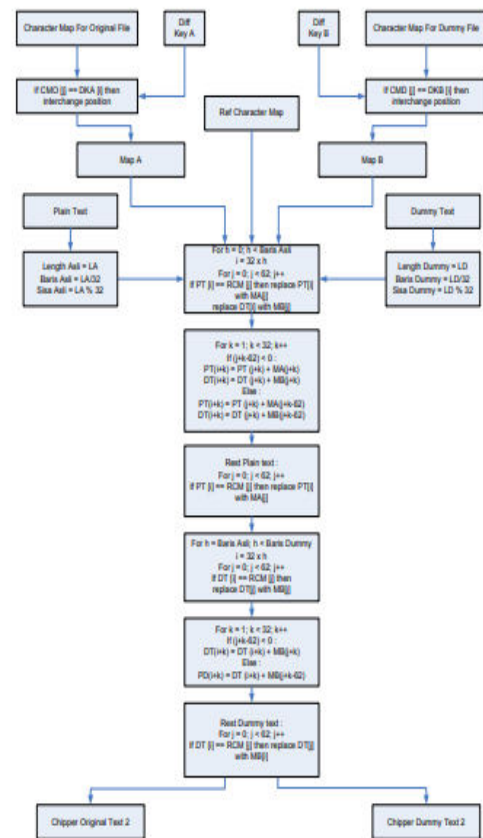 Character Map For Original File
Diff
Key A
Diff
Key B
Character Map For Dummy File
If CMO [j] == DKA [i] then
interchange position
If CMD [j] == DKB [i] then
interchange position
Ref Character Map
Map A
Map B
Plain Text
Dummy Text
Length Asli = LA
Baris Asli = LA/32
Sisa Asli = LA % 32
For h = 0; h < Baris Asli
i = 32 x h
For j = 0; j < 62; j++
If PT [i] == RCM [j] then replace PT[i]
with MA[j]
replace DT[i] with MB[j]
Length Dummy = LD
Baris Dummy = LD/32
Sisa Dummy = LD % 32
For k = 1; k < 32; k++
If (j+k-62) < 0 :
PT(i+k) = PT (j+k) + MA(j+k)
DT(i+k) = DT (j+k) + MB(j+k)
Else :
PT(i+k) = PT (j+k) + MA(j+k-62)
DT(i+k) = DT (j+k) + MB(j+k-62)
Rest Plain text :
For j = 0; j < 62; j++
If PT [i] == RCM [j] then replace PT[i]
with MA[j]
For h = Baris Asli; h < Baris Dummy
i = 32 x h
For j = 0; j < 62; j++
If DT [i] == RCM [j] then
replace DT[j] with MB[j]
For k = 1; k < 32; k++
If (j+k-62) < 0 :
DT(i+k) = DT (i+k) + MB(j+k)
Else :
PD(i+k) = DT (i+k) + MB(j+k-62)
Rest Dummy text :
For j = 0; j < 62; j++
If DT [i] == RCM [j] then replace DT[j]
with MB[j]
Chipper Original Text 2
Chipper Dummy Text 2